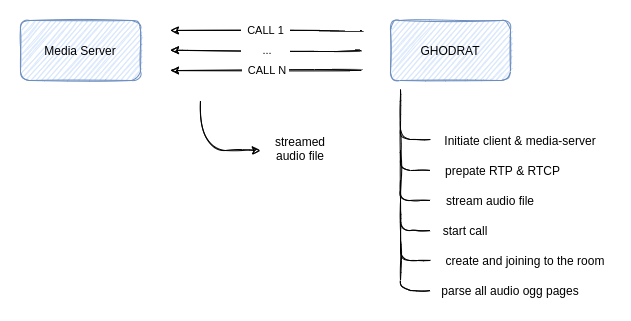 Media Server
CALL 1
...
CALL N
GHODRAT
streamed
audio file
Initiate client & media-server
prepate RTP & RTCP
stream audio file
start call
create and joining to the room
parse all audio ogg pages